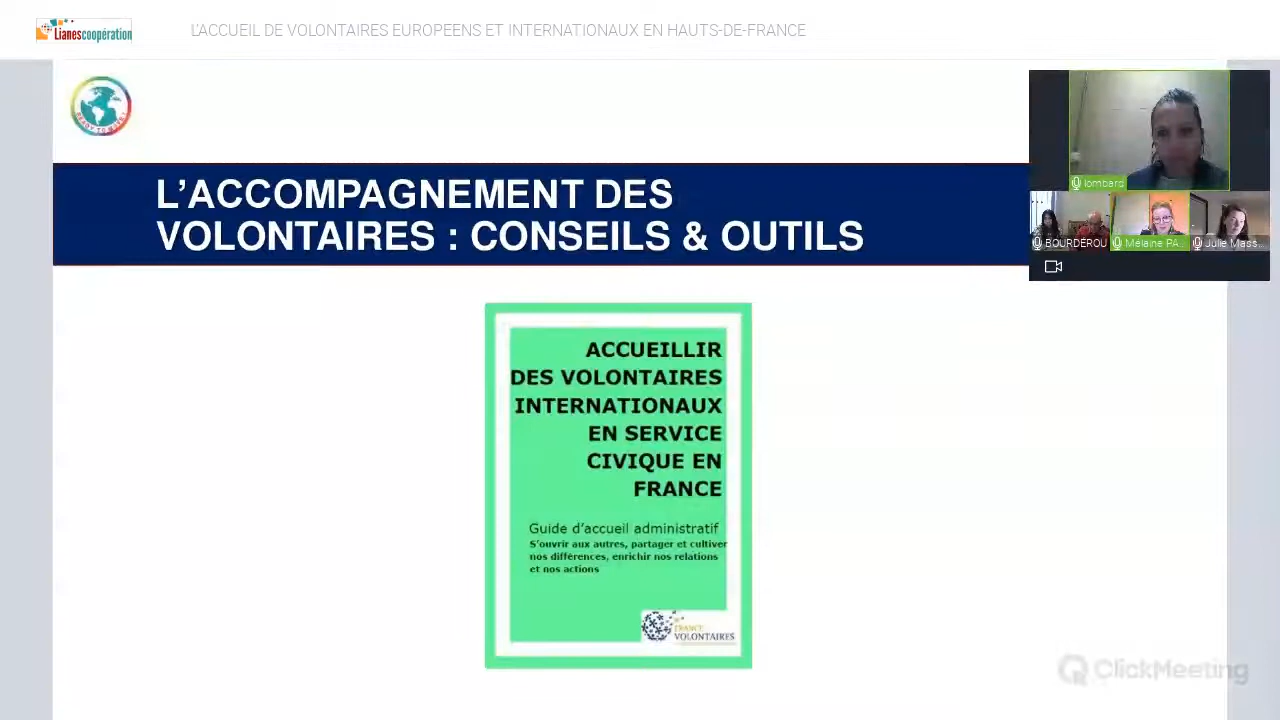 Lianescoopération
L'ACCUEIL DE VOLONTAIRES EUROPEENS ET INTERNATIONAUX EN HAUTS-DE-FRANCE
L'ACCOMPAGNEMENT DES
VOLONTAIRES : CONSEILS & OUTILS
lombard
BOURDEROU
Mélaine PA...
Julie Mass...
ACCUEILLIR
DES VOLONTAIRES
INTERNATIONAUX
EN SERVICE
CIVIQUE EN
FRANCE
Guide d'accueil administratif
S'ouvrir aux autres, partager et cultiver
nos différences, enrichir nos relations
et nos actions
FRANCE
VOLONTAIRES
ClickMeeting